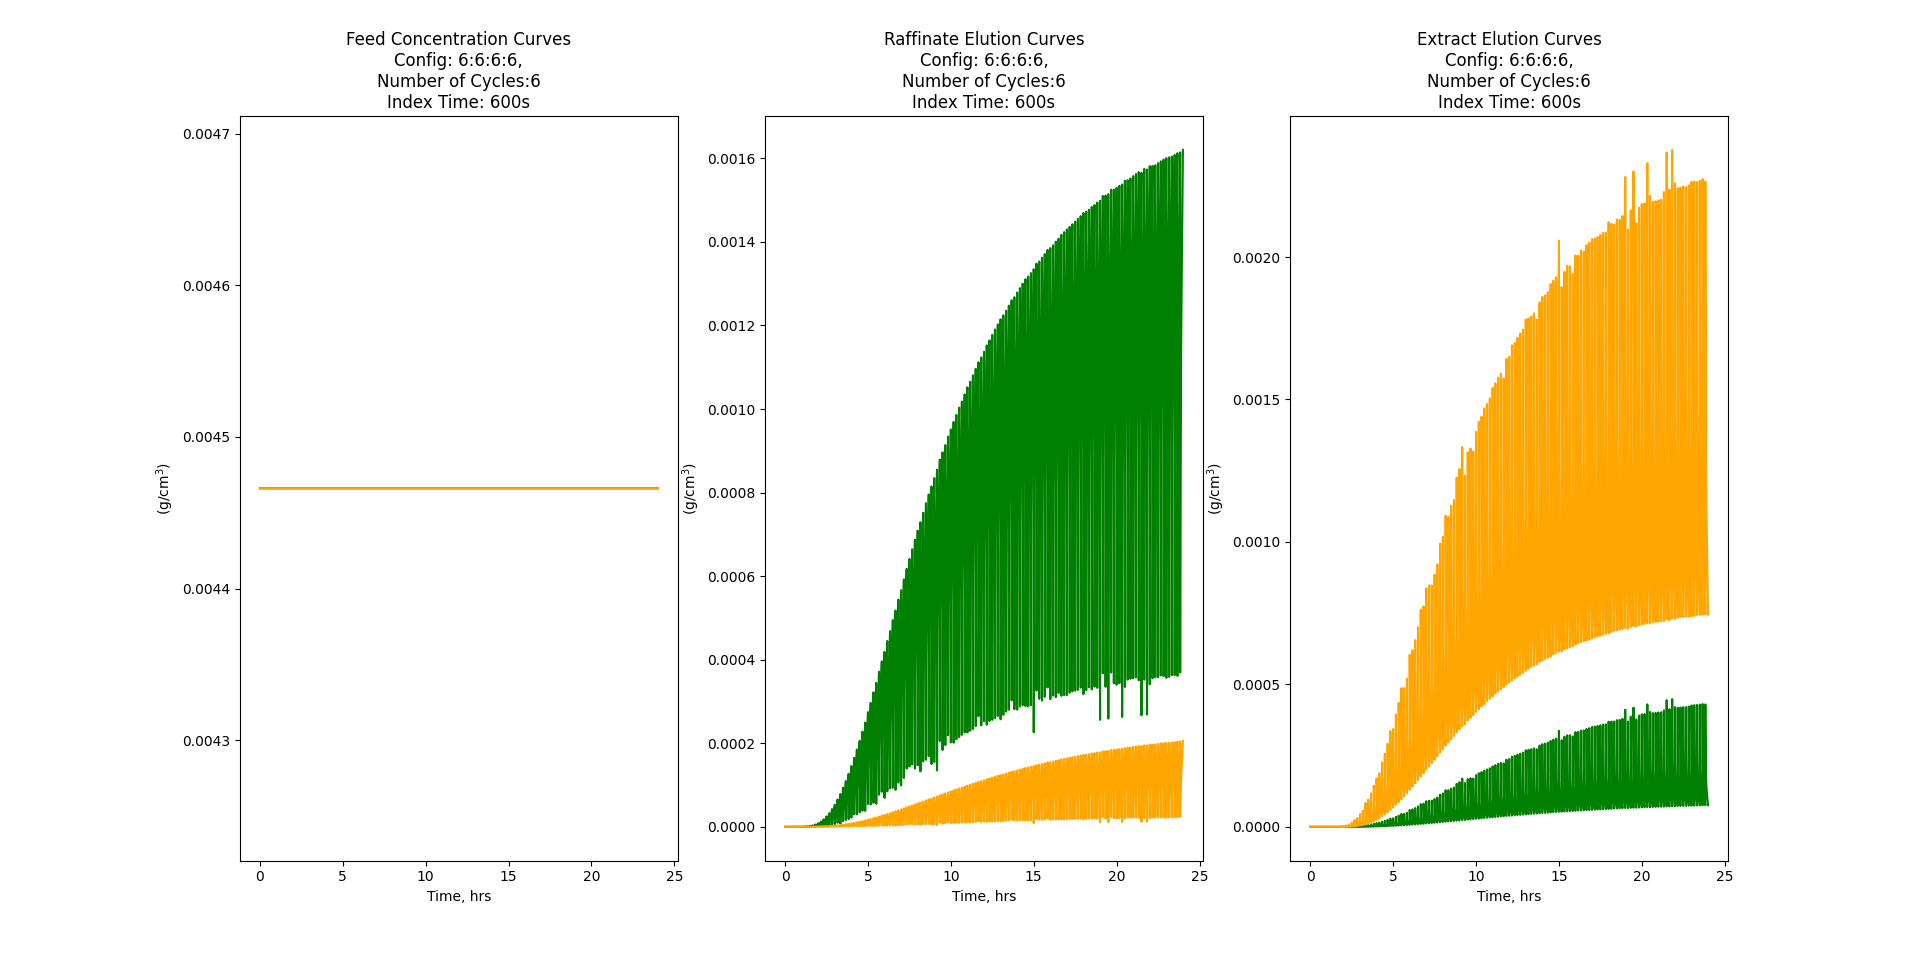 Feed Concentration Curves
Config: 6:6:6:6,
Number of Cycles:6
Index Time: 600s
0.0047
0.0046
0.0045
0.0044
0.0043
(g/cm³)
0 5 10 15 20 25
Time, hrs
Raffinate Elution Curves
Config: 6:6:6:6,
Number of Cycles:6
Index Time: 600s
0.0016
0.0014
0.0012
0.0010
0.0008
0.0006
0.0004
0.0002
0.0000
(g/cm³)
0 5 10 15 20 25
Time, hrs
Extract Elution Curves
Config: 6:6:6:6,
Number of Cycles:6
Index Time: 600s
0.0020
0.0015
0.0010
0.0005
0.0000
(g/cm³)
0 5 10 15 20 25
Time, hrs